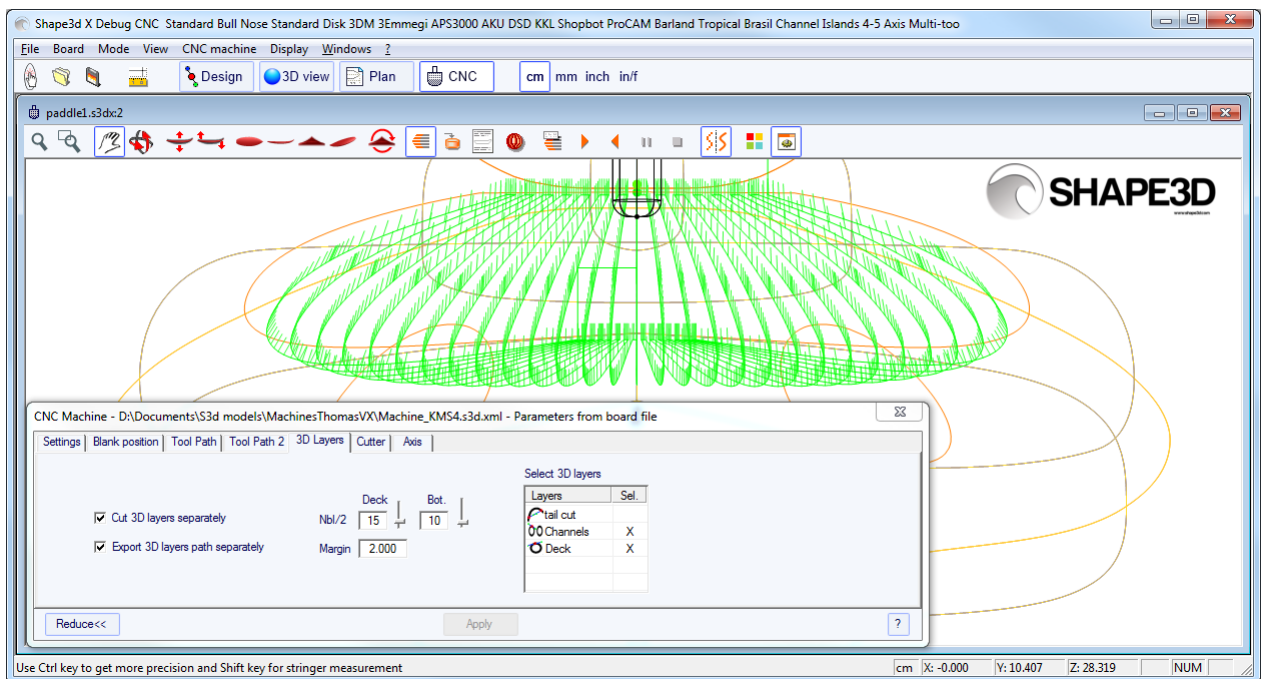 Shape3d X Debug CNC Standard Bull Nose Standard Disk 3DM 3Emmegi APS3000 AKU DSD KKL Shopbot ProCAM Barland Tropical Brasil Channel Islands 4-5 Axis Multi-too
File Board Mode View CNC machine Display Windows ?
Design 3D view Plan CNC cm mm inch in/f
paddle1.s3dx:2
SHAPE3D
www.shape3d.com
CNC Machine - D:\Documents\S3d models\MachinesThomasVX\Machine_KMS4.s3d.xml - Parameters from board file
Settings Blank position Tool Path Tool Path 2 3D Layers Cutter Axis
Select 3D layers
Deck Bot. Layers Sel.
Cut 3D layers separately Nbl/2 15 10 tail cut
Channels X
Export 3D layers path separately Margin 2.000 Deck X
Reduce<< Apply ?
Use Ctrl key to get more precision and Shift key for stringer measurement cm X: -0.000 Y: 10.407 Z: 28.319 NUM